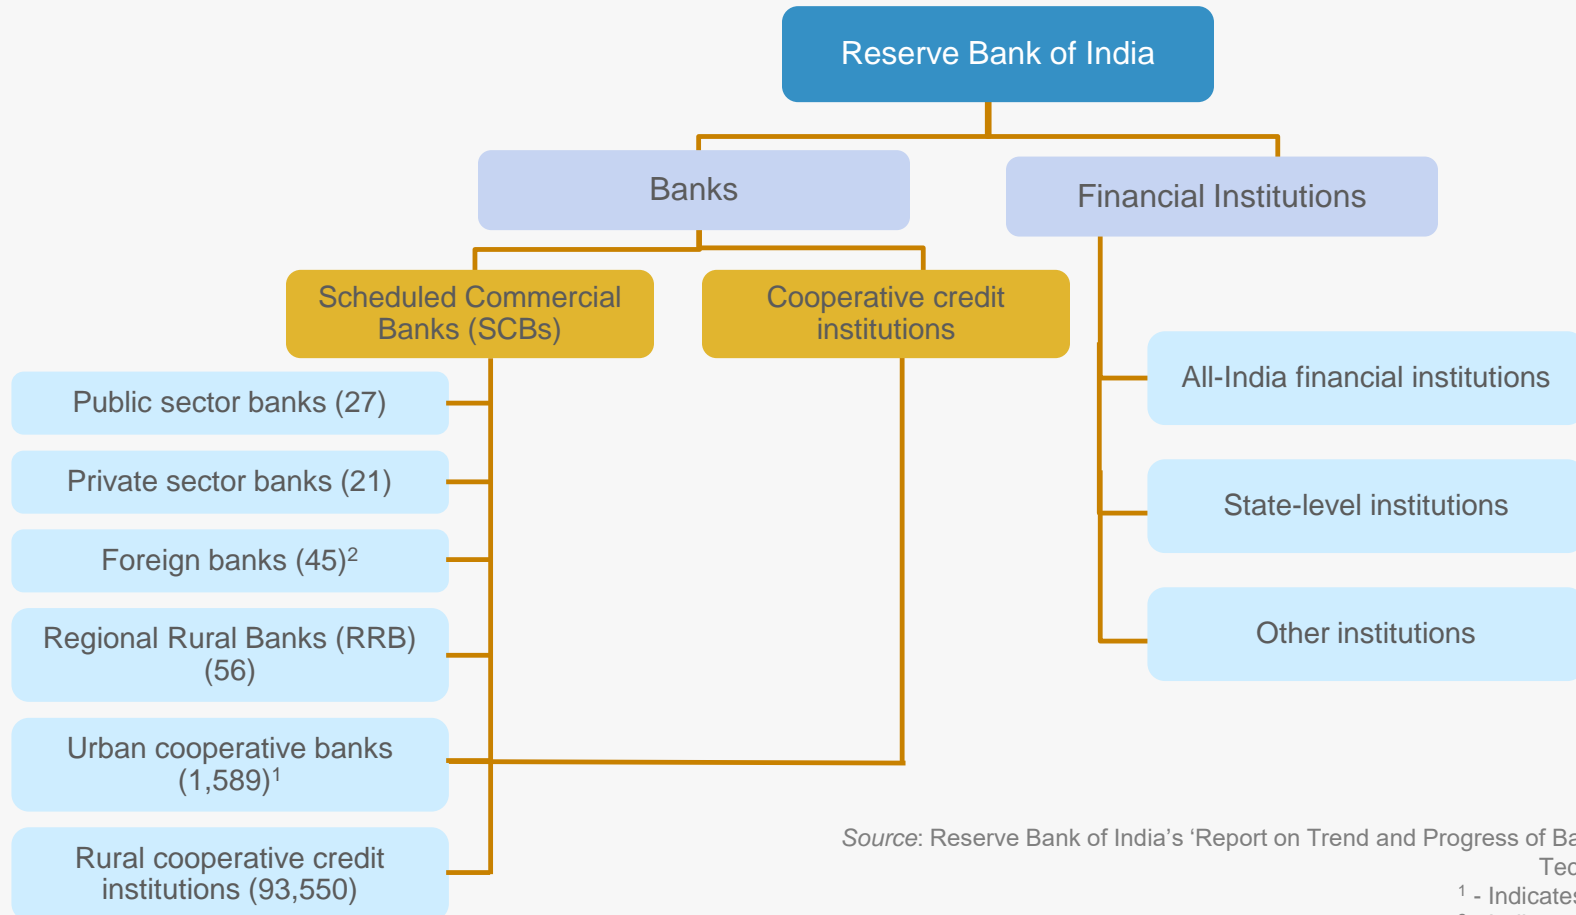 Reserve Bank of India
Banks
Financial Institutions
Scheduled Commercial
Banks (SCBs)
Cooperative credit
institutions
Public sector banks (27)
Private sector banks (21)
Foreign banks (45)²
Regional Rural Banks (RRB)
(56)
Urban cooperative banks
(1,589)¹
Rural cooperative credit
institutions (93,550)
All-India financial institutions
State-level institutions
Other institutions
Source: Reserve Bank of India’s ‘Report on Trend and Progress of
¹ - Indicates